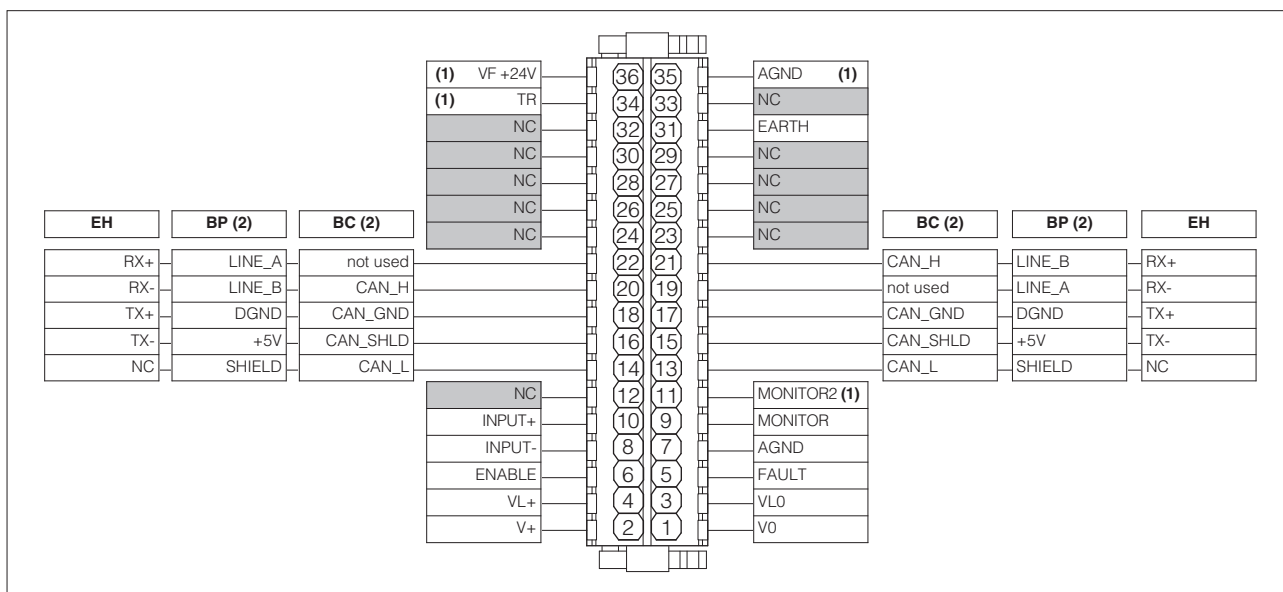 (1) VF +24V 36 35 AGND (1)
(1) TR 34 33 NC
NC 32 31 EARTH
NC 30 29 NC
NC 28 27 NC
NC 26 25 NC
NC 24 23 NC
EH BP (2) BC (2) BC (2) BP (2) EH
RX+ LINE_A not used 22 21 CAN_H LINE_B RX+
RX- LINE_B CAN_H 20 19 not used LINE_A RX-
TX+ DGND CAN_GND 18 17 CAN_GND DGND TX+
TX- +5V CAN_SHLD 16 15 CAN_SHLD +5V TX-
NC SHIELD CAN_L 14 13 CAN_L SHIELD NC
NC 12 11 MONITOR2 (1)
INPUT+ 10 9 MONITOR
INPUT- 8 7 AGND
ENABLE 6 5 FAULT
VL+ 4 3 VL0
V+ 2 1 V0